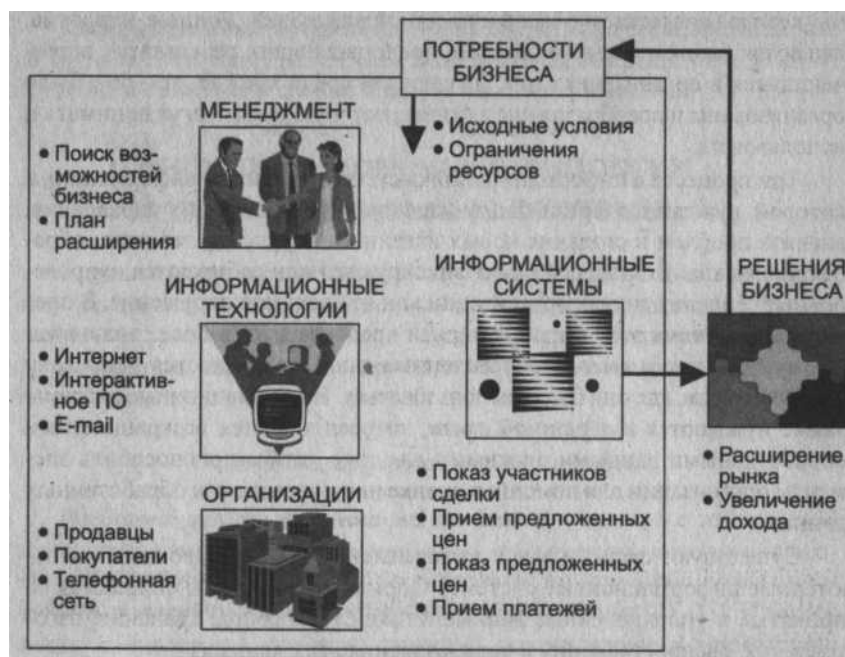 ПОТРЕБНОСТИ
БИЗНЕСА
• Исходные условия
• Ограничения
ресурсов
МЕНЕДЖМЕНТ
• Поиск воз-
можностей
бизнеса
• План
расширения
ИНФОРМАЦИОННЫЕ
ТЕХНОЛОГИИ
• Интернет
• Интерактив-
ное ПО
• E-mail
ОРГАНИЗАЦИИ
• Продавцы
• Покупатели
• Телефонная
сеть
ИНФОРМАЦИОННЫЕ
СИСТЕМЫ
• Показ участников
сделки
• Прием предложенных
цен
• Показ предложенных
цен
• Прием платежей
РЕШЕНИЯ
БИЗНЕСА
• Расширение
рынка
• Увеличение
дохода